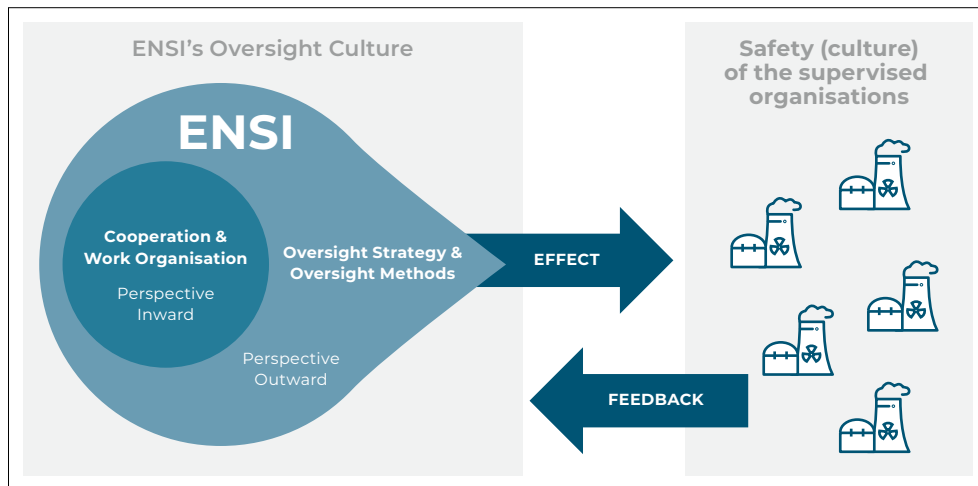 ENSI’s Oversight Culture
ENSI
Cooperation &
Work Organisation
Perspective
Inward
Oversight Strategy &
Oversight Methods
Perspective
Outward
EFFECT
FEEDBACK
Safety (culture)
of the supervised
organisations